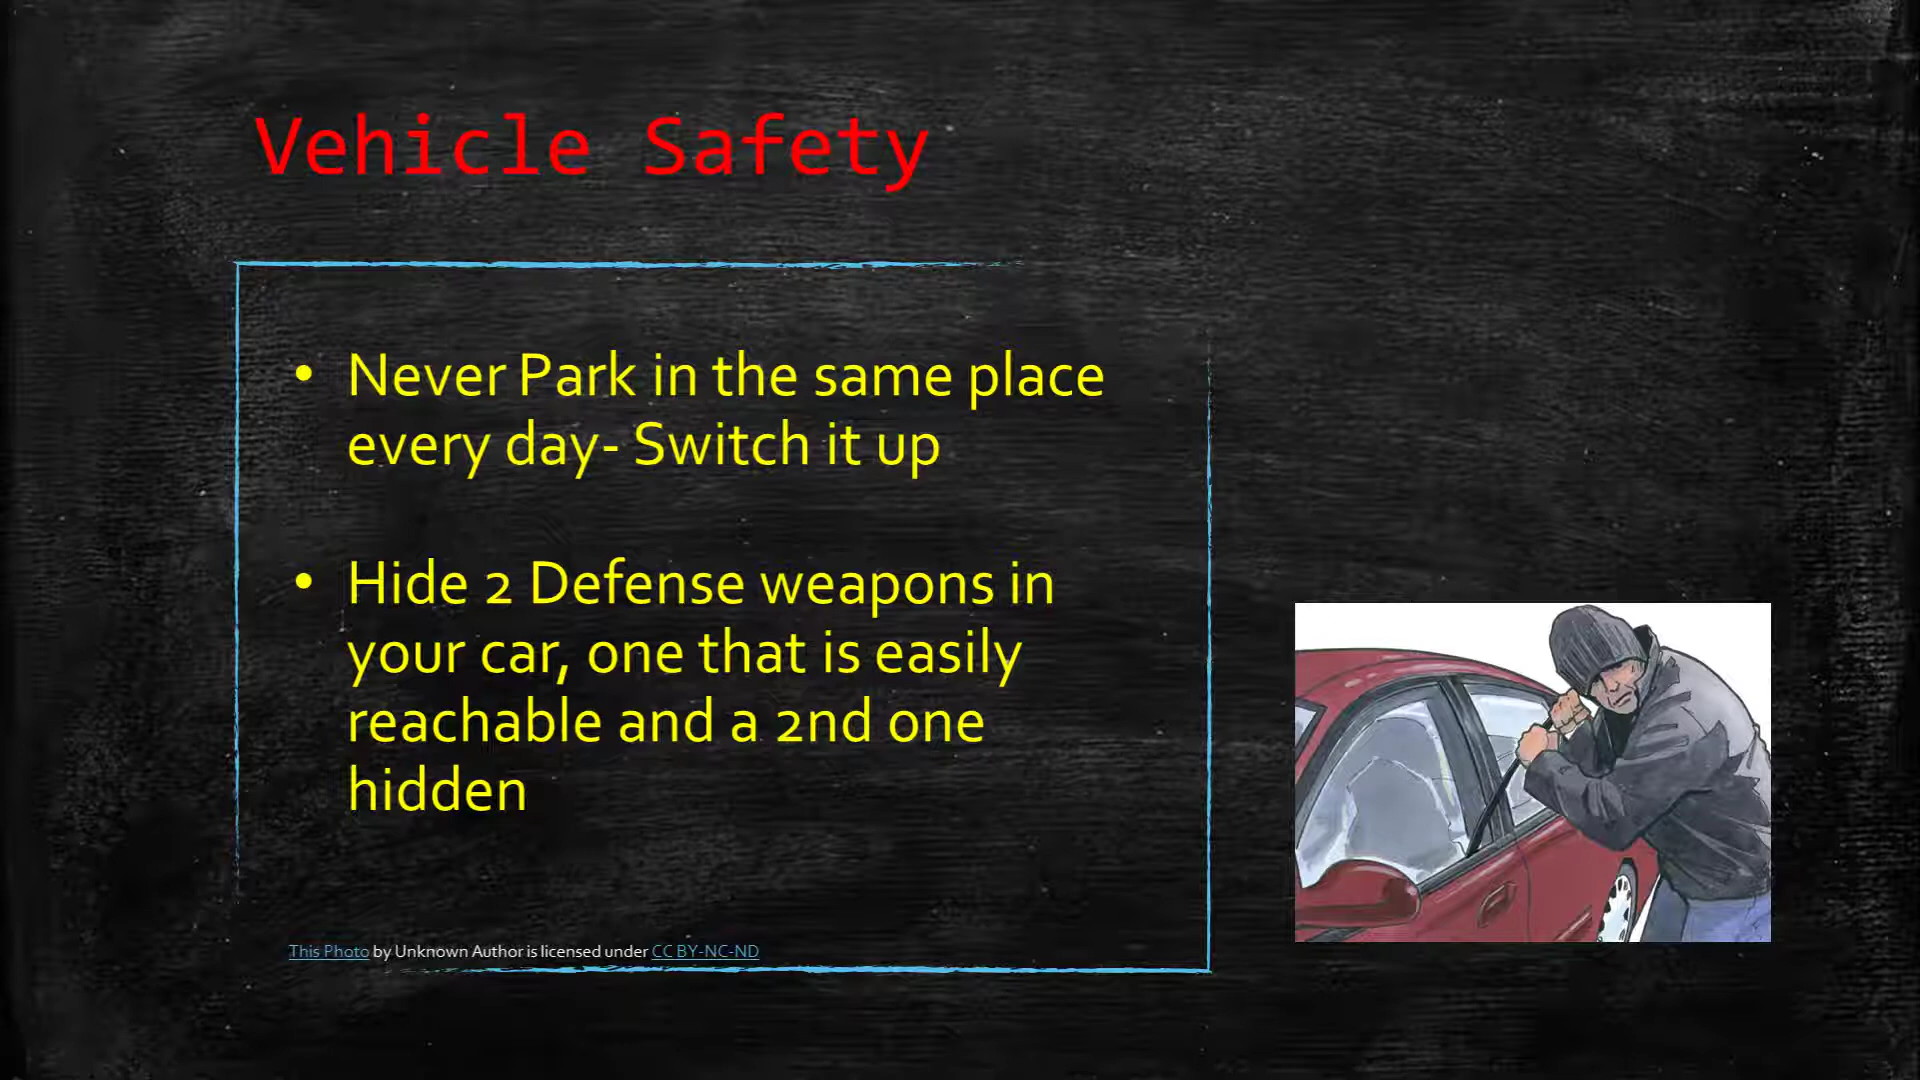 Vehicle Safety
• Never Park in the same place
every day- Switch it up
• Hide 2 Defense weapons in
your car, one that is easily
reachable and a 2nd one
hidden
This Photo by Unknown Author is licensed under CC BY-NC-ND